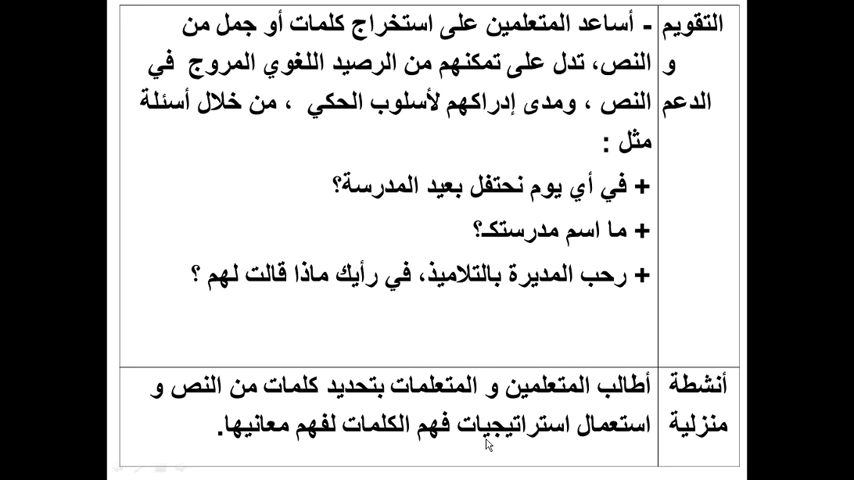 التقويم - أساعد المتعلمين على استخراج كلمات أو جمل من
و النص، تدل على تمكنهم من الرصيد اللغوي المروج في
الدعم النص ، ومدى إدراكهم لأسلوب الحكي ، من خلال أسئلة
مثل :
+ في أي يوم نحتفل بعيد المدرسة؟
+ ما اسم مدرستكـ؟
+ رحب المديرة بالتلاميذ، في رأيك ماذا قالت لهم ؟
أنشطة أطالب المتعلمين و المتعلمات بتحديد كلمات من النص و
منزلية استعمال استراتيجيات فهم الكلمات لفهم معانيها.